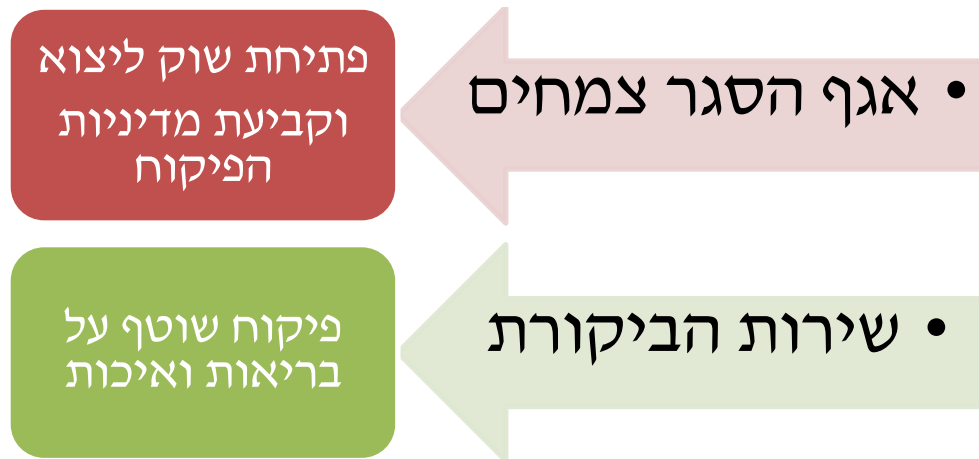 • אגף הסגר צמחים
פתיחת שוק ליצוא
וקביעת מדיניות
הפיקוח
• שירות הביקורת
פיקוח שוטף על
בריאות ואיכות